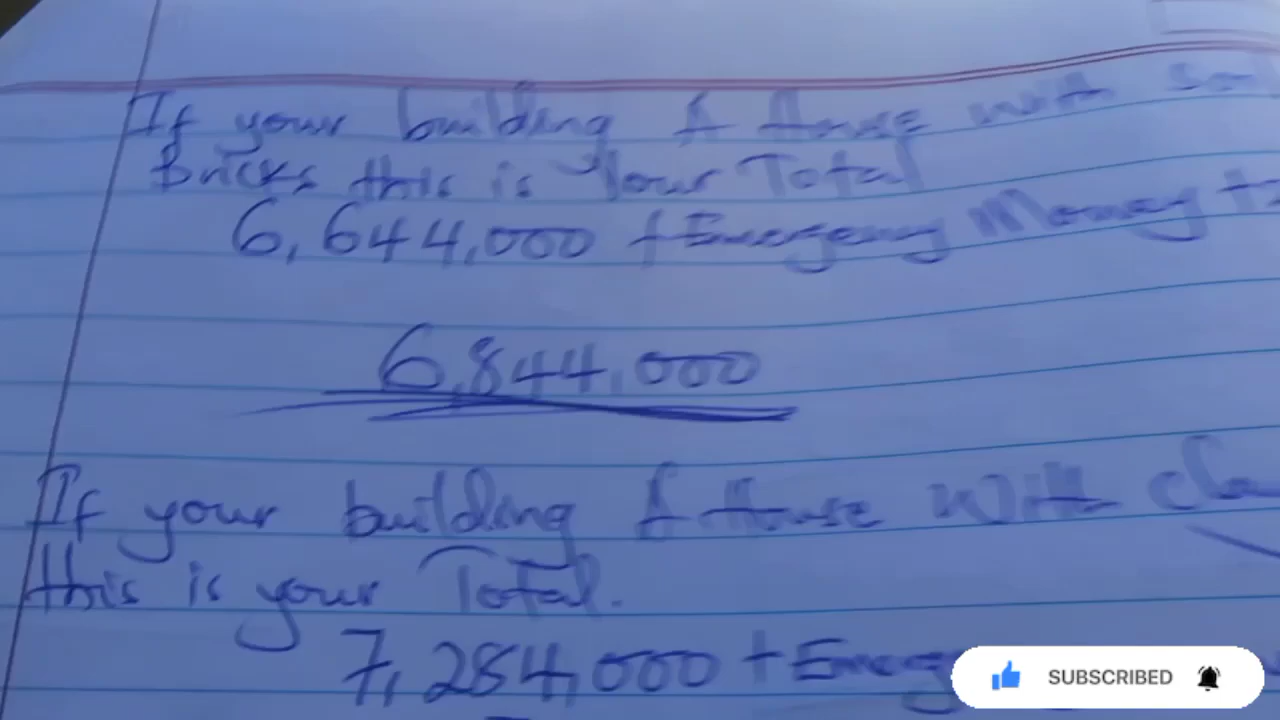 If your building A House with
bricks this is Your Total
6,644,000 + Emergency Money
6,844,000
If your building A House with
this is your Total.
7,284,000 +
SUBSCRIBED